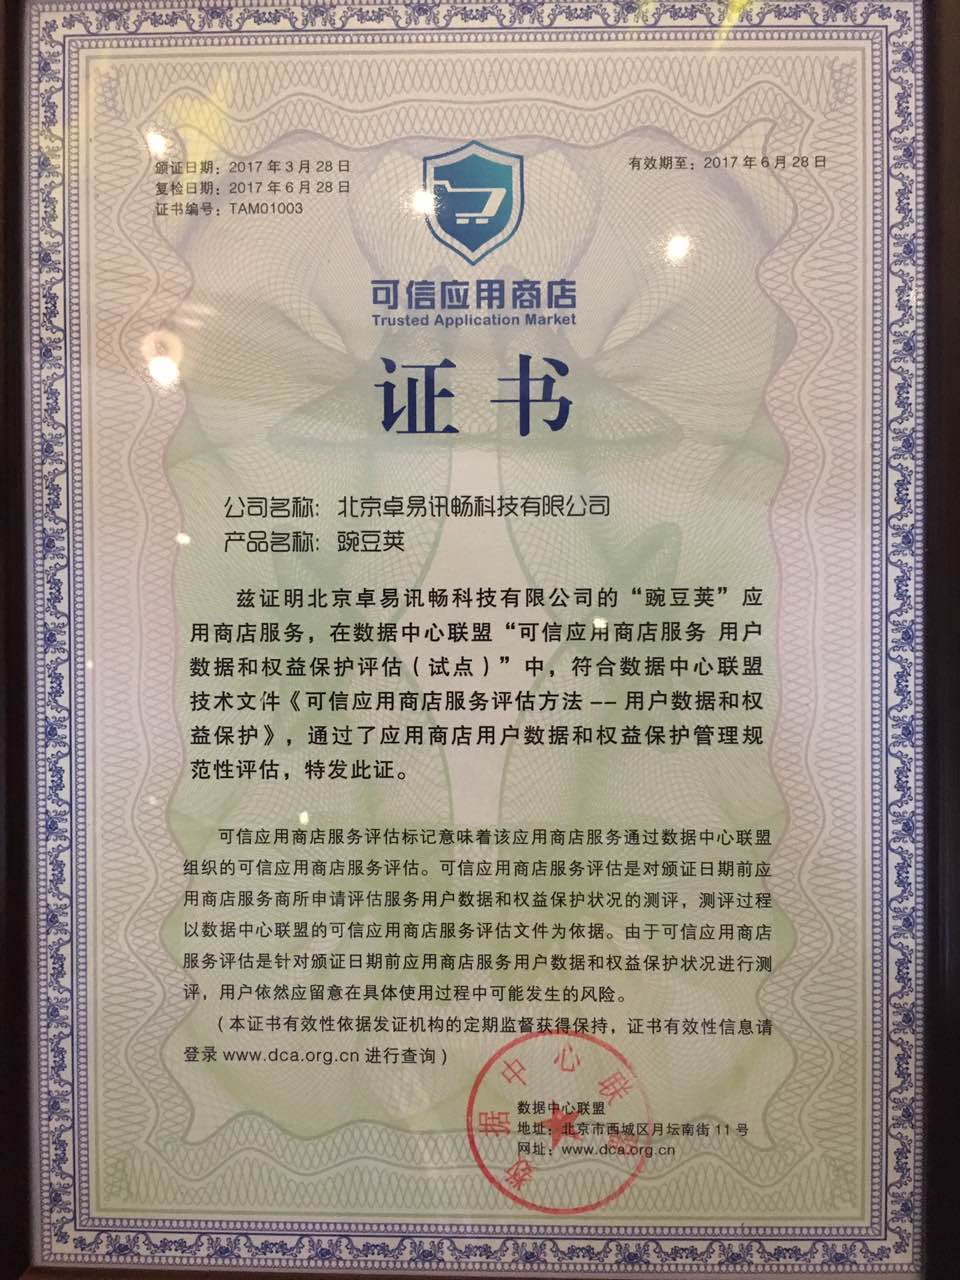 颁证日期：2017 年 3 月 28 日
复检日期：2017 年 6 月 28 日
证书编号：TAM01003
有效期至：2017 年 6 月 28 日
可信应用商店
Trusted Application Market
证书
公司名称：北京卓易讯畅科技有限公司
产品名称：豌豆荚
兹证明北京卓易讯畅科技有限公司的“豌豆荚”应
用商店服务，在数据中心联盟“可信应用商店服务 用户
数据和权益保护评估（试点）”中，符合数据中心联盟
技术文件《可信应用商店服务评估方法 -- 用户数据和权
益保护》，通过了应用商店用户数据和权益保护管理规
范性评估，特发此证。
可信应用商店服务评估标记意味着该应用商店服务通过数据中心联盟
组织的可信应用商店服务评估。可信应用商店服务评估是对颁证日期前应
用商店服务商所申请评估服务用户数据和权益保护状况的测评，测评过程
以数据中心联盟的可信应用商店服务评估文件为依据。由于可信应用商店
服务评估是针对颁证日期前应用商店服务用户数据和权益保护状况进行测
评，用户依然应留意在具体使用过程中可能发生的风险。
（本证书有效性依据发证机构的定期监督获得保持，证书有效性信息请
登录 www.dca.org.cn 进行查询）
数据中心联盟
数据中心联盟
地址：北京市西城区月坛南街 11 号
网址：www.dca.org.cn